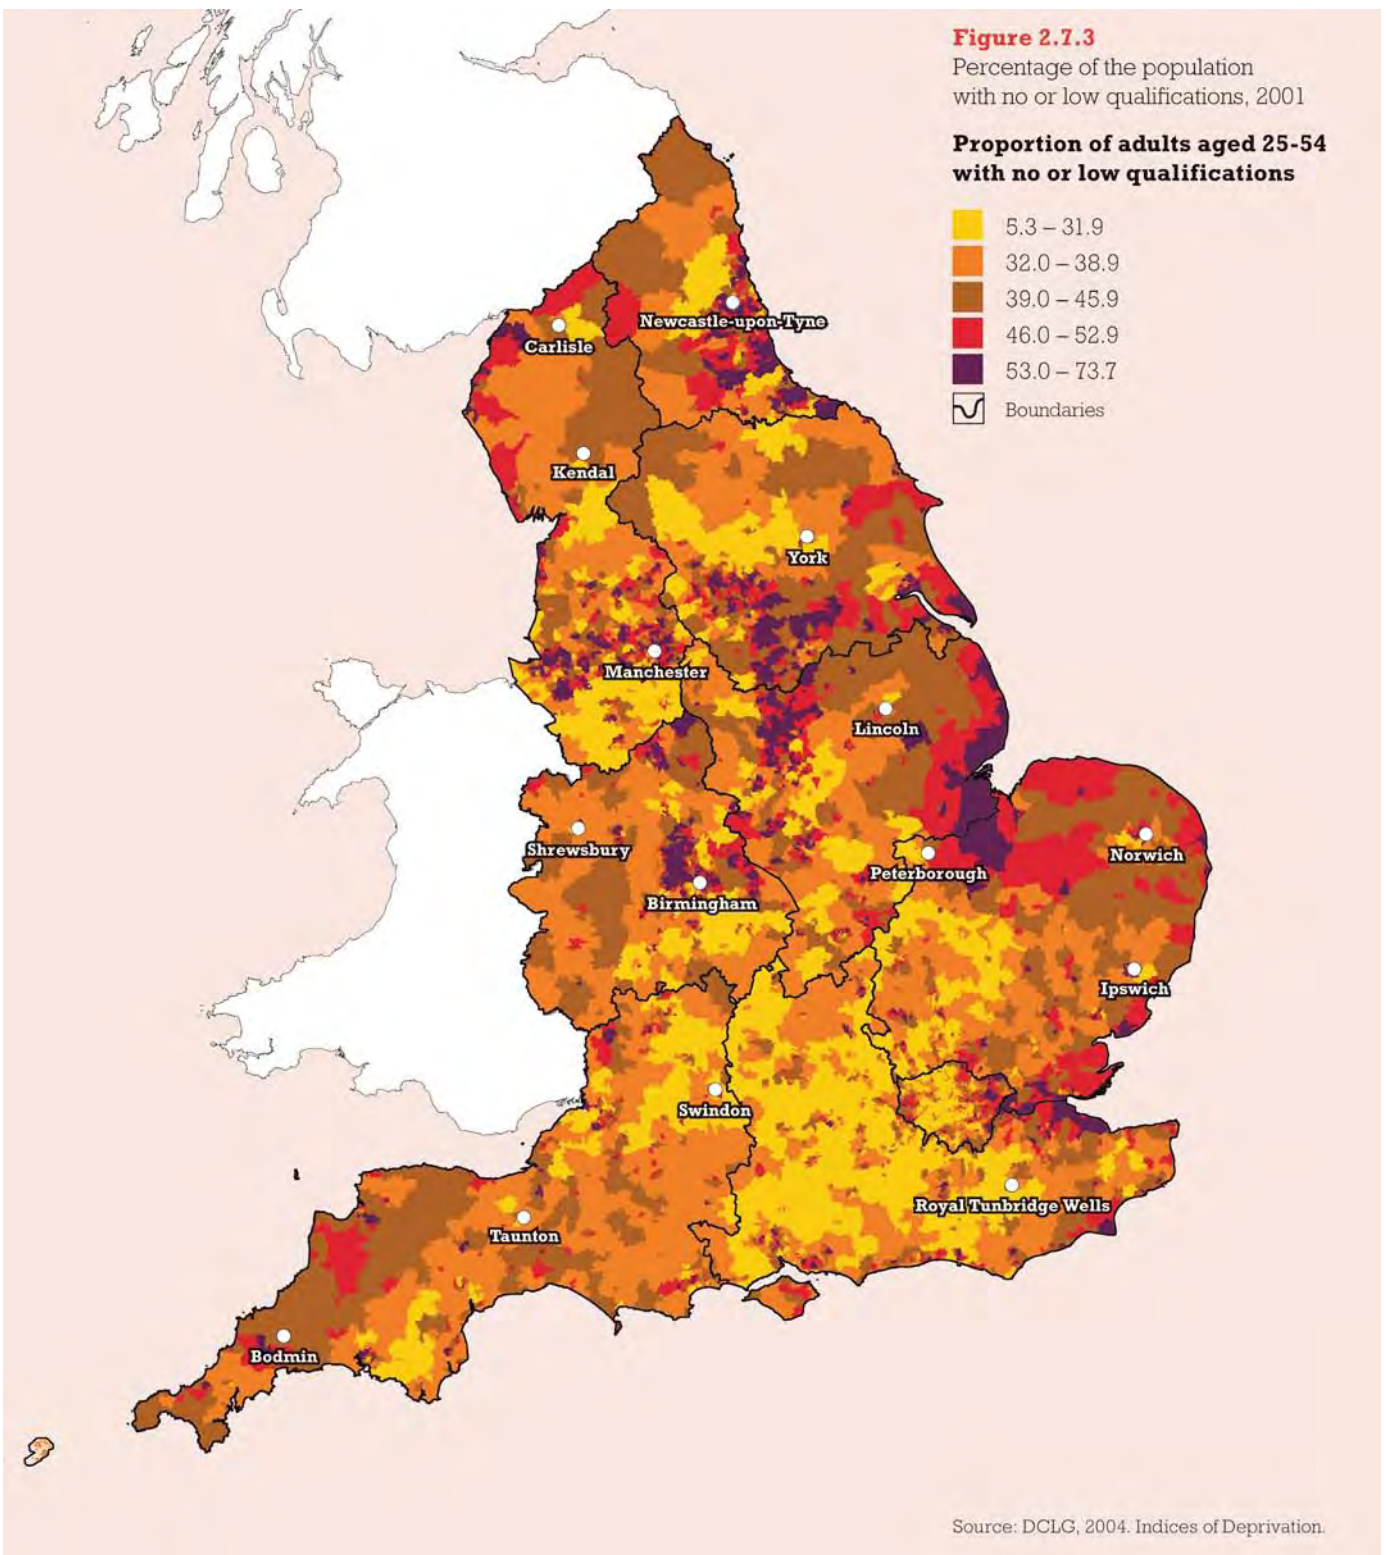 Figure 2.7.3
Percentage of the population
with no or low qualifications, 2001
Proportion of adults aged 25-54
with no or low qualifications
5.3 – 31.9
32.0 – 38.9
39.0 – 45.9
46.0 – 52.9
53.0 – 73.7
Boundaries
Newcastle-upon-Tyne
Carlisle
Kendal
York
Manchester
Lincoln
Shrewsbury
Norwich
Peterborough
Birmingham
Ipswich
Swindon
Royal Tunbridge Wells
Taunton
Bodmin
Source: DCLG, 2004. Indices of Deprivation.